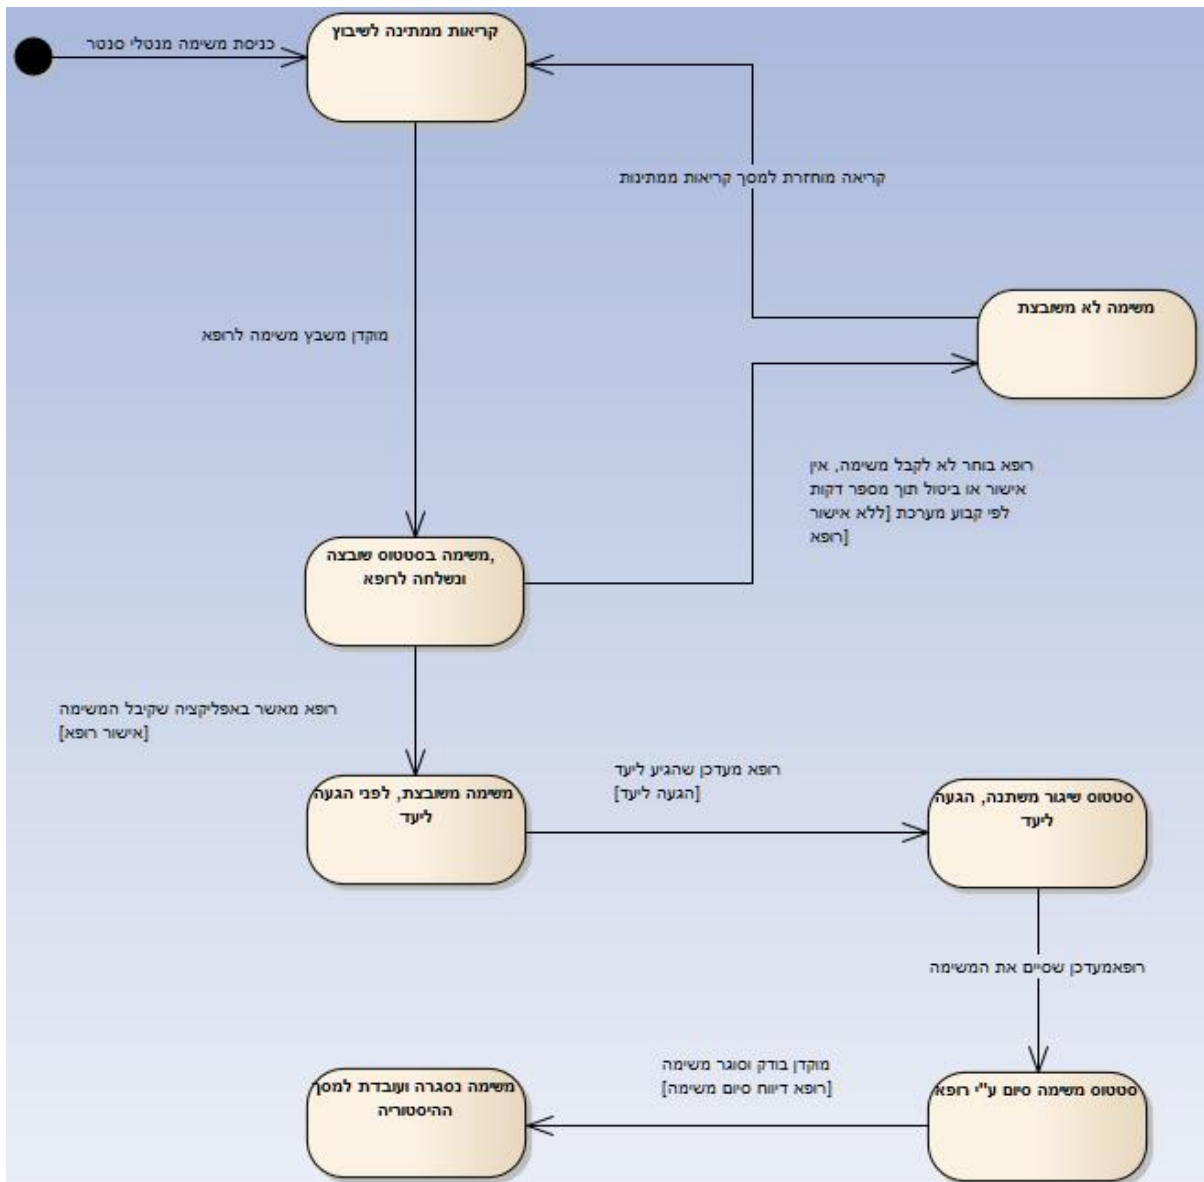 קריאות ממתינה לשיבוץ
כניסת משימה מנטלי סנטר
קריאה מוחזרת למסך קריאות ממתינות
משימה לא משובצת
מוקדן משבץ משימה לרופא
רופא בוחר לא לקבל משימה, אין
אישור או ביטול תוך מספר דקות
לפי קבוע מערכת [ללא אישור
רופא]
משימה בסטטוס שובצה,
ונשלחה לרופא
רופא מאשר באפליקציה שקיבל המשימה
[אישור רופא]
רופא מעדכן שהגיע ליעד
[הגעה ליעד]
משימה משובצת, לפני הגעה
ליעד
סטטוס שיגור משתנה, הגעה
ליעד
רופאמעדכן שסיים את המשימה
מוקדן בודק וסוגר משימה
[רופא דיווח סיום משימה]
סטטוס משימה סיום ע"י רופא
משימה נסגרה ועובדת למסך
ההיסטוריה